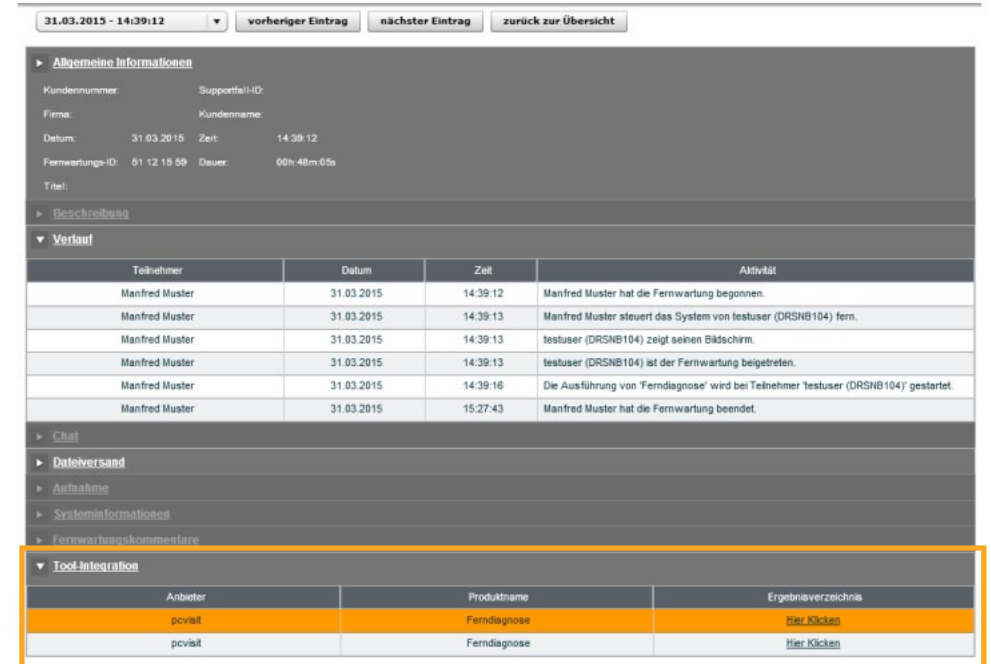 31.03.2015 - 14:39:12 vorheriger Eintrag nächster Eintrag zurück zur Übersicht
Allgemeine Informationen
Kundennummer: Supportfall-ID:
Firma: Kundenname:
Datum: 31.03.2015 Zeit: 14:39:12
Fernwartungs-ID: 51 12 15 59 Dauer: 00h:48m:05s
Titel:
Beschreibung
Verlauf
Teilnehmer Datum Zeit Aktivität
Manfred Muster 31.03.2015 14:39:12 Manfred Muster hat die Fernwartung begonnen.
Manfred Muster 31.03.2015 14:39:13 Manfred Muster steuert das System von testuser (DRSNB104) fern.
Manfred Muster 31.03.2015 14:39:13 testuser (DRSNB104) zeigt seinen Bildschirm.
Manfred Muster 31.03.2015 14:39:13 testuser (DRSNB104) ist der Fernwartung beigetreten.
Manfred Muster 31.03.2015 14:39:16 Die Ausführung von 'Ferndiagnose' wird bei Teilnehmer 'testuser (DRSNB104)' gestartet.
Manfred Muster 31.03.2015 15:27:43 Manfred Muster hat die Fernwartung beendet.
Chat
Dateiversand
Aufnahme
Systeminformationen
Fernwartungskommentare
Tool-Integration
Anbieter Produktname Ergebnisverzeichnis
pcvisit Ferndiagnose Hier Klicken
pcvisit Ferndiagnose Hier Klicken